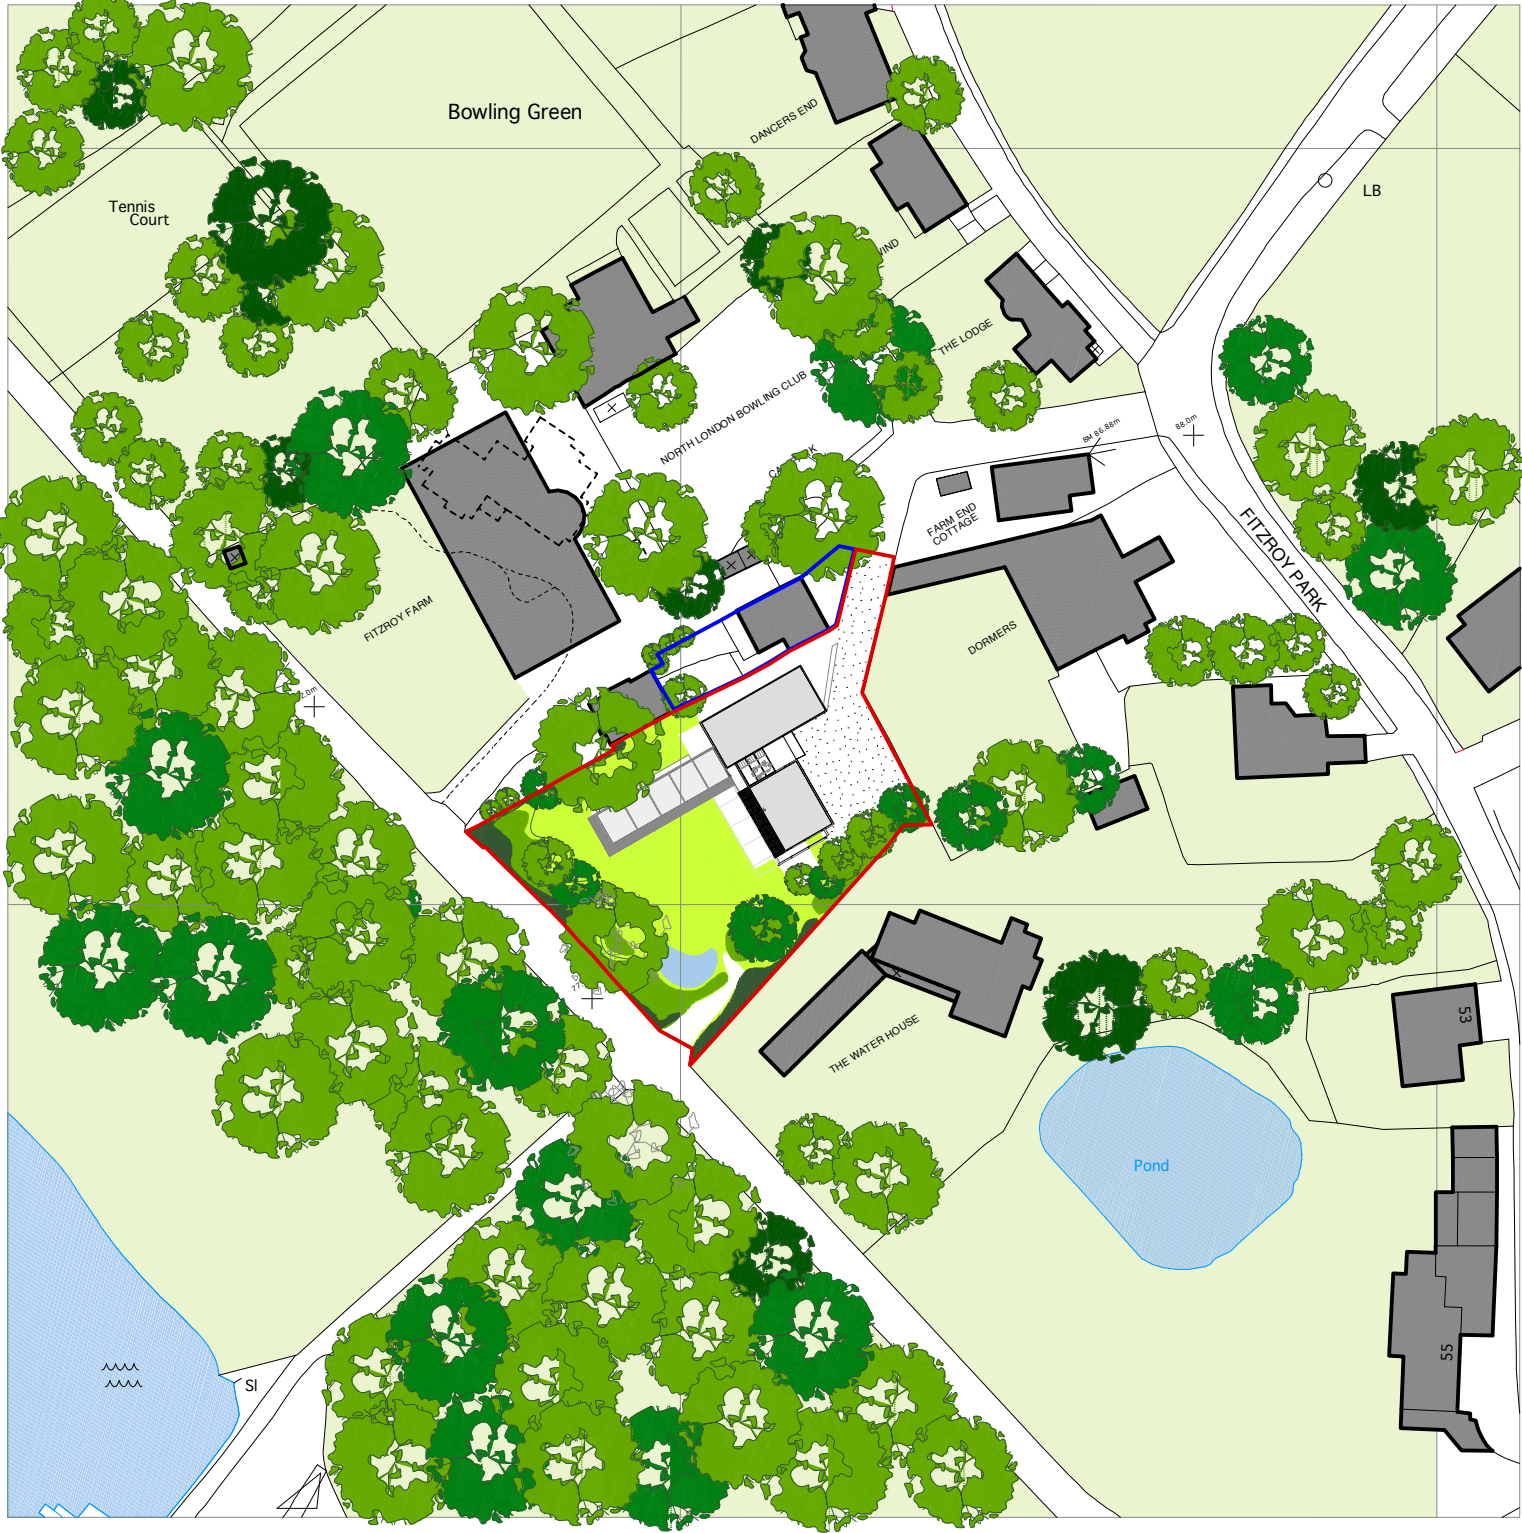 Bowling Green
DANCERS END
Tennis
Court
LB
THE LODGE
NORTH LONDON BOWLING CLUB
BM 86.88m
88.0m
FARM END
COTTAGE
FITZROY PARK
FITZROY FARM
DORMERS
THE WATER HOUSE
53
Pond
55
SI